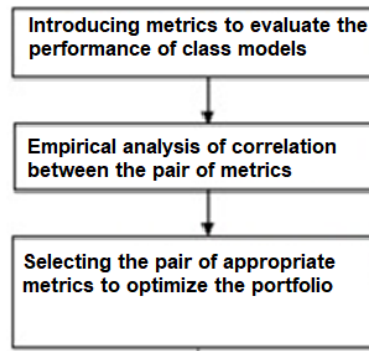 Introducing metrics to evaluate the
performance of class models
Empirical analysis of correlation
between the pair of metrics
Selecting the pair of appropriate
metrics to optimize the portfolio